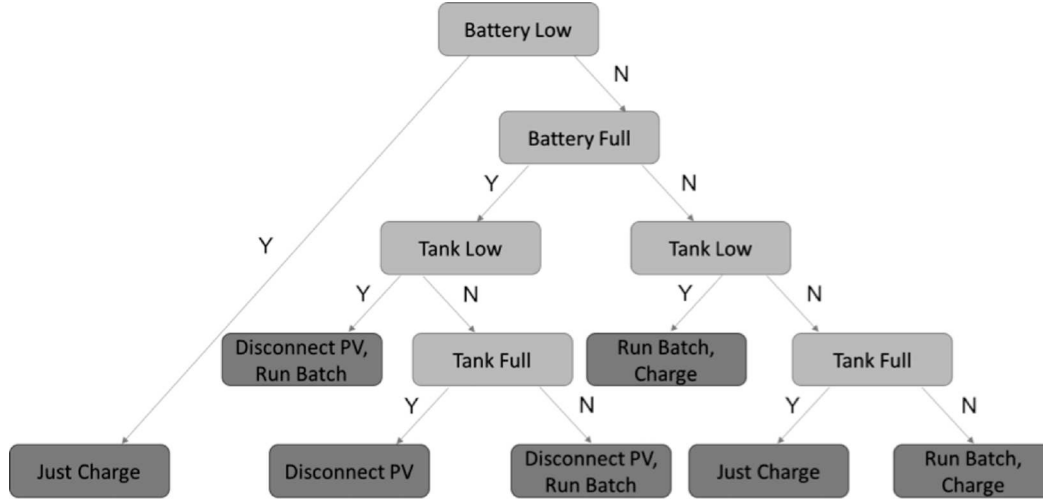 Battery Low
N
Battery Full
Y
N
Y
Tank Low
Tank Low
Y
N
Y
N
Disconnect PV,
Run Batch
Tank Full
Run Batch,
Charge
Tank Full
Y
N
Y
N
Just Charge
Disconnect PV
Disconnect PV,
Run Batch
Just Charge
Run Batch,
Charge